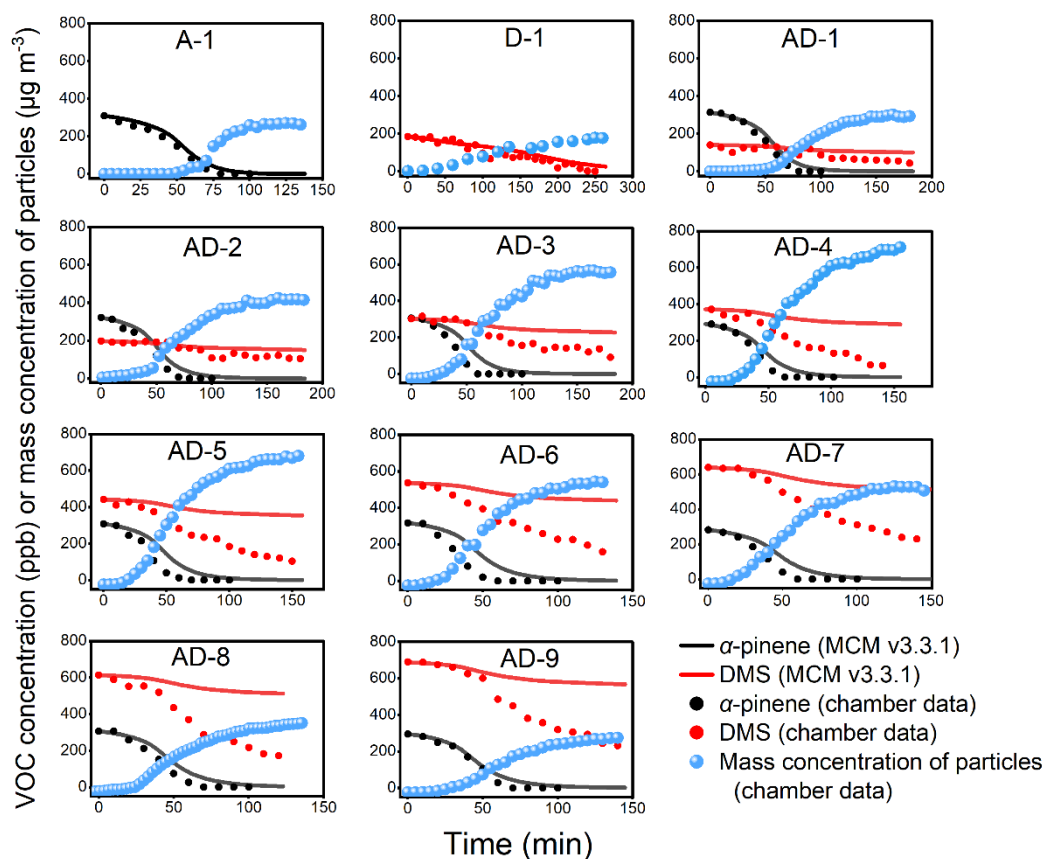 VOC concentration (ppb) or mass concentration of particles (µg m⁻³)
A-1
800
600
400
200
0
0 25 50 75 100 125 150
D-1
800
600
400
200
0
0 50 100 150 200 250 300
AD-1
800
600
400
200
0
0 50 100 150 200
AD-2
800
600
400
200
0
0 50 100 150 200
AD-3
600
400
200
0
0 50 100 150 200
AD-4
800
600
400
200
0
0 50 100 150
AD-5
800
600
400
200
0
0 50 100 150
AD-6
800
600
400
200
0
0 50 100 150
AD-7
800
600
400
200
0
0 50 100 150
AD-8
800
600
400
200
0
0 50 100 150
AD-9
800
600
400
200
0
0 50 100 150
α-pinene (MCM v3.3.1)
DMS (MCM v3.3.1)
α-pinene (chamber data)
DMS (chamber data)
Mass concentration of particles
(chamber data)
Time (min)